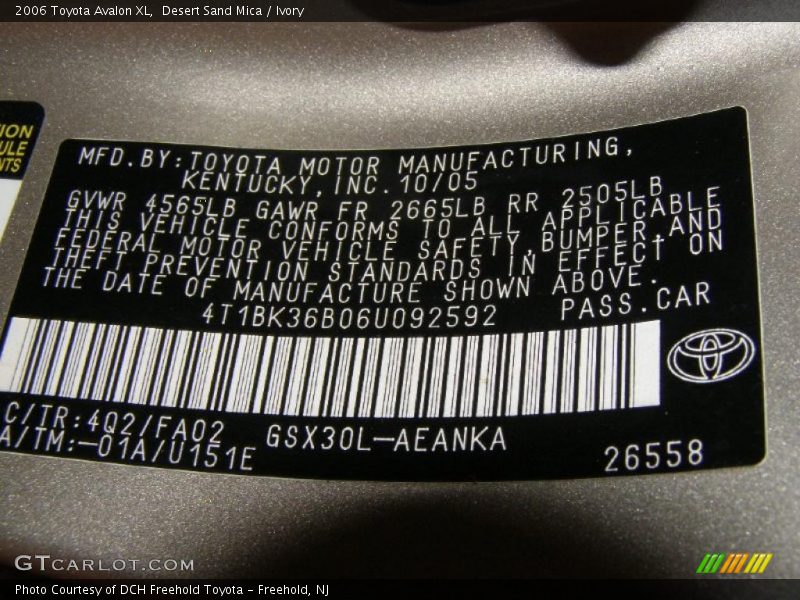 2006 Toyota Avalon XL, Desert Sand Mica / Ivory
ION
ULE
NTS
MFD.BY:TOYOTA MOTOR MANUFACTURING,
KENTUCKY,INC.10/05
GVWR 4565LB GAWR FR 2665LB RR 2505LB
THIS VEHICLE CONFORMS TO ALL APPLICABLE
FEDERAL MOTOR VEHICLE SAFETY,BUMPER,AND
THEFT PREVENTION STANDARDS IN EFFECT ON
THE DATE OF MANUFACTURE SHOWN ABOVE.
4T1BK36B06U092592 PASS.CAR
C/TR:4Q2/FA02 GSX30L-AEANKA
A/TM:-01A/U151E 26558
GTCARLOT.COM
Photo Courtesy of DCH Freehold Toyota - Freehold, NJ